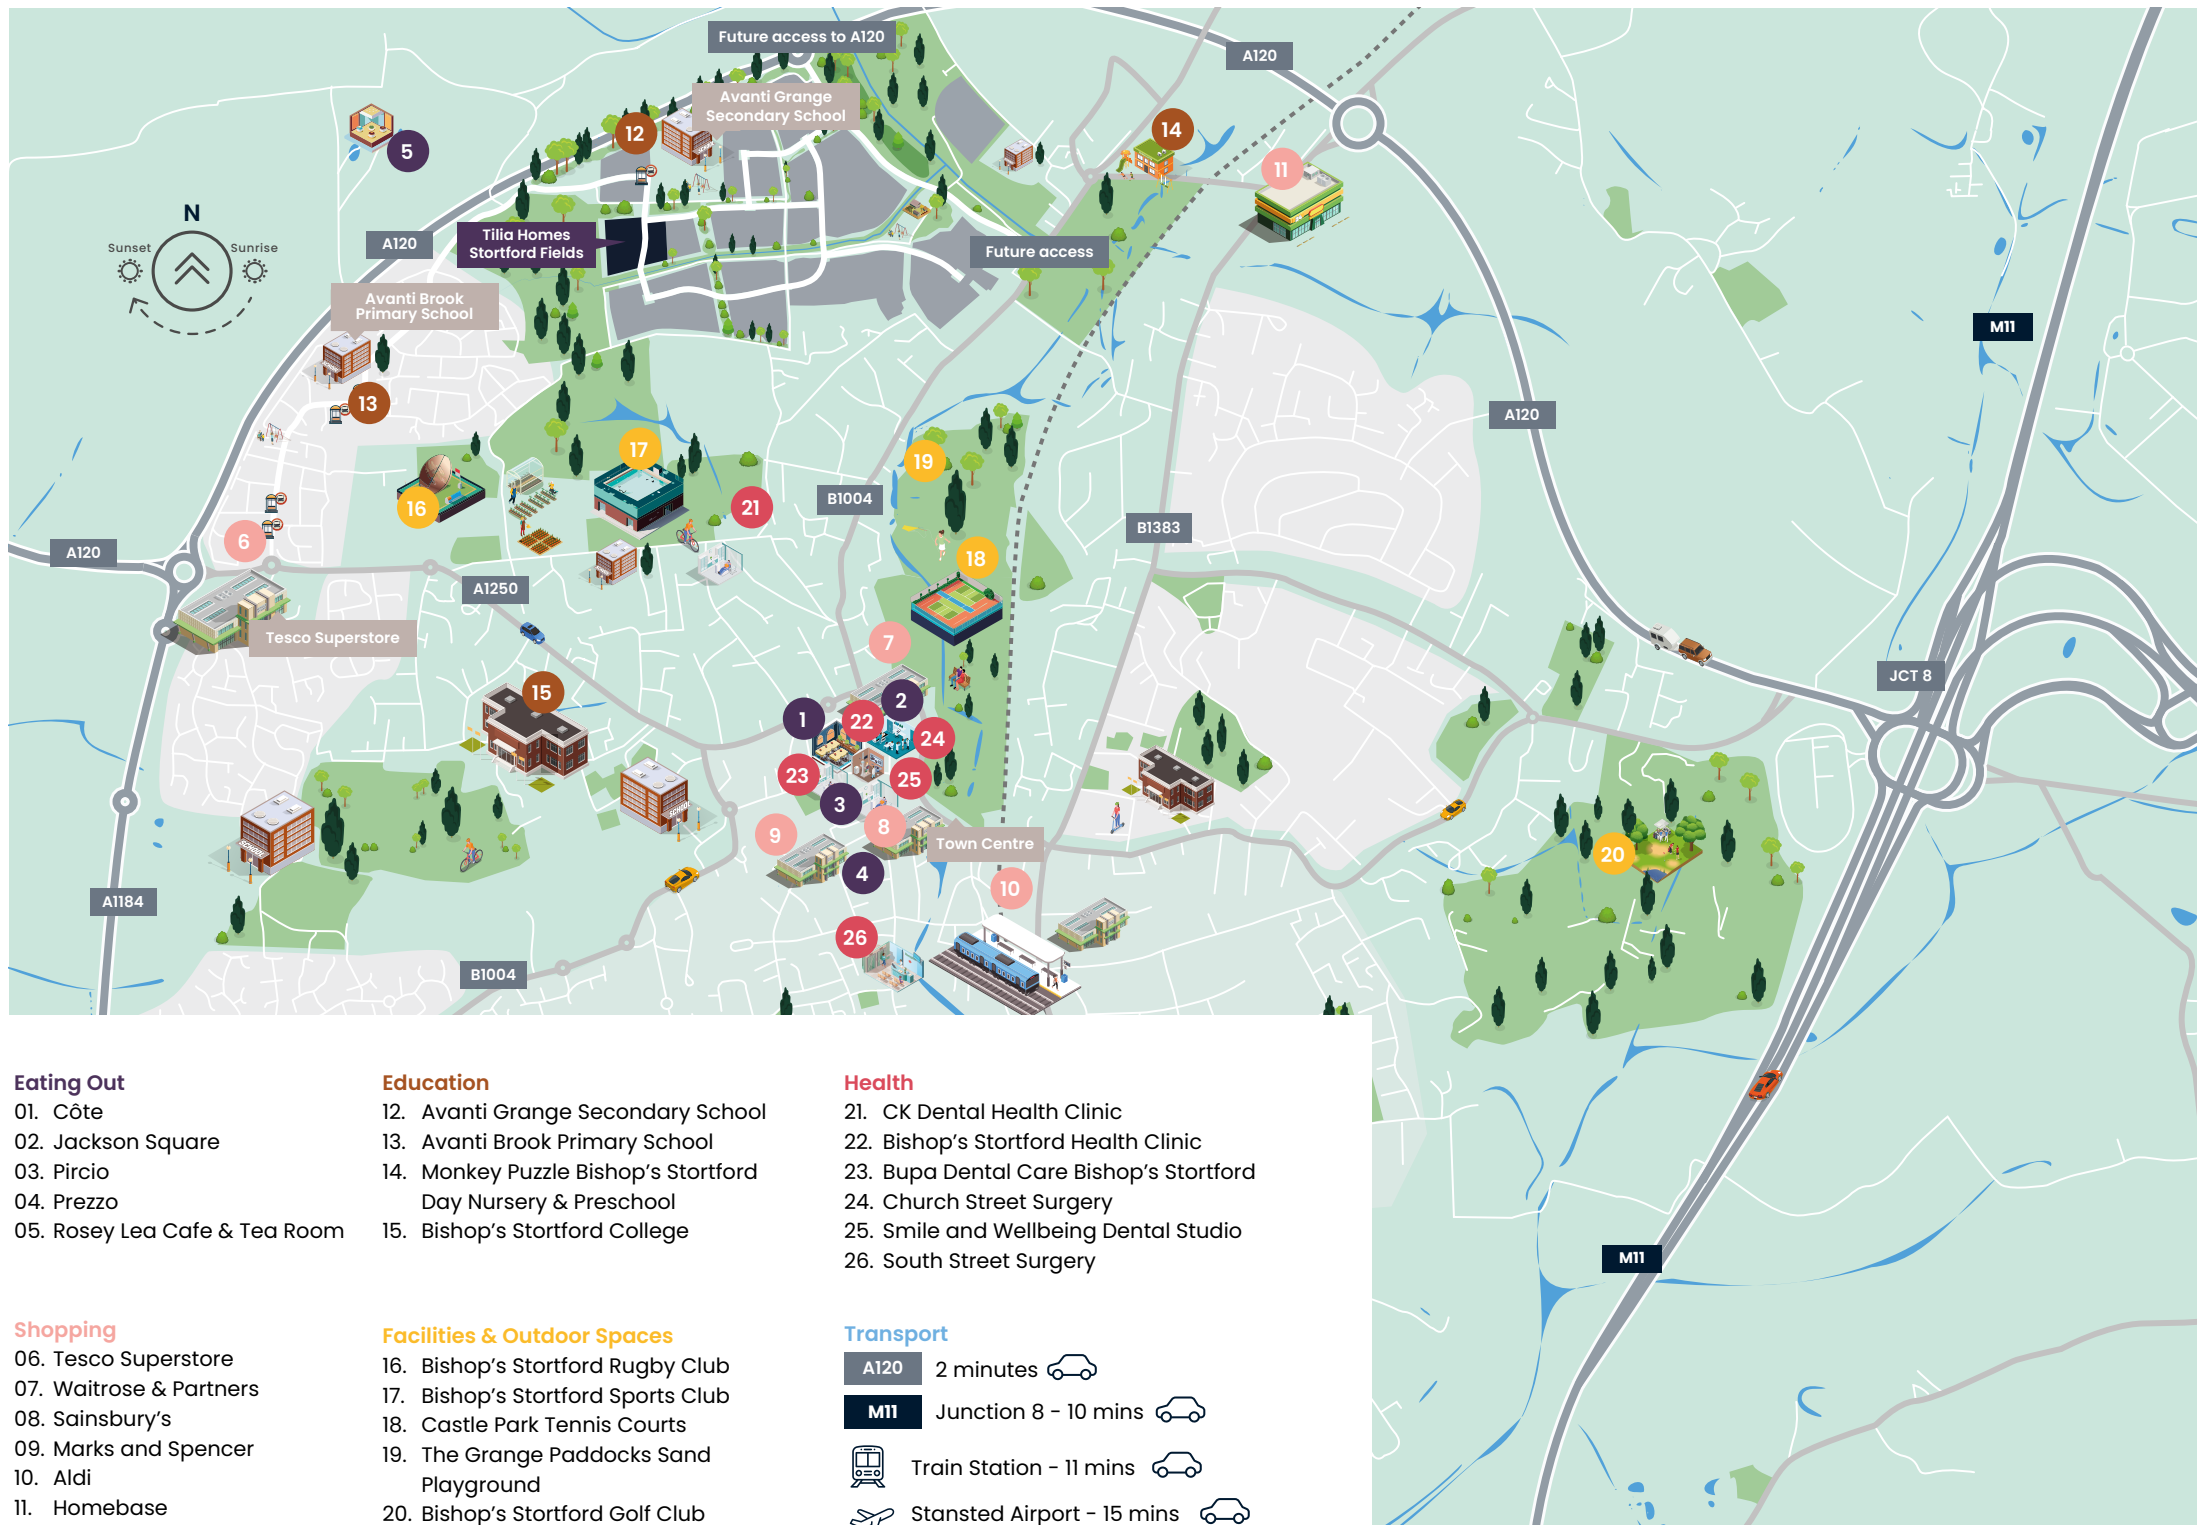 Future access to A120
A120
Avanti Grange
Secondary School
12
14
5
11
N
Sunset
Sunrise
A120
Tilia Homes
Stortford Fields
Future access
Avanti Brook
Primary School
M11
13
A120
17
19
16
21
B1004
B1383
6
A120
18
A1250
Tesco Superstore
7
JCT 8
15
1
2
22
24
23
25
3
8
9
Town Centre
20
SCHOOL
SCHOOL
4
10
A1184
26
B1004
M11
Eating Out
01. Côte
02. Jackson Square
03. Pircio
04. Prezzo
05. Rosey Lea Cafe & Tea Room
Shopping
06. Tesco Superstore
07. Waitrose & Partners
08. Sainsbury's
09. Marks and Spencer
10. Aldi
11. Homebase
Education
12. Avanti Grange Secondary School
13. Avanti Brook Primary School
14. Monkey Puzzle Bishop's Stortford
Day Nursery & Preschool
15. Bishop's Stortford College
Facilities & Outdoor Spaces
16. Bishop's Stortford Rugby Club
17. Bishop's Stortford Sports Club
18. Castle Park Tennis Courts
19. The Grange Paddocks Sand
Playground
20. Bishop's Stortford Golf Club
Health
21. CK Dental Health Clinic
22. Bishop's Stortford Health Clinic
23. Bupa Dental Care Bishop's Stortford
24. Church Street Surgery
25. Smile and Wellbeing Dental Studio
26. South Street Surgery
Transport
A120 2 minutes
M11 Junction 8 - 10 mins
Train Station - 11 mins
Stansted Airport - 15 mins